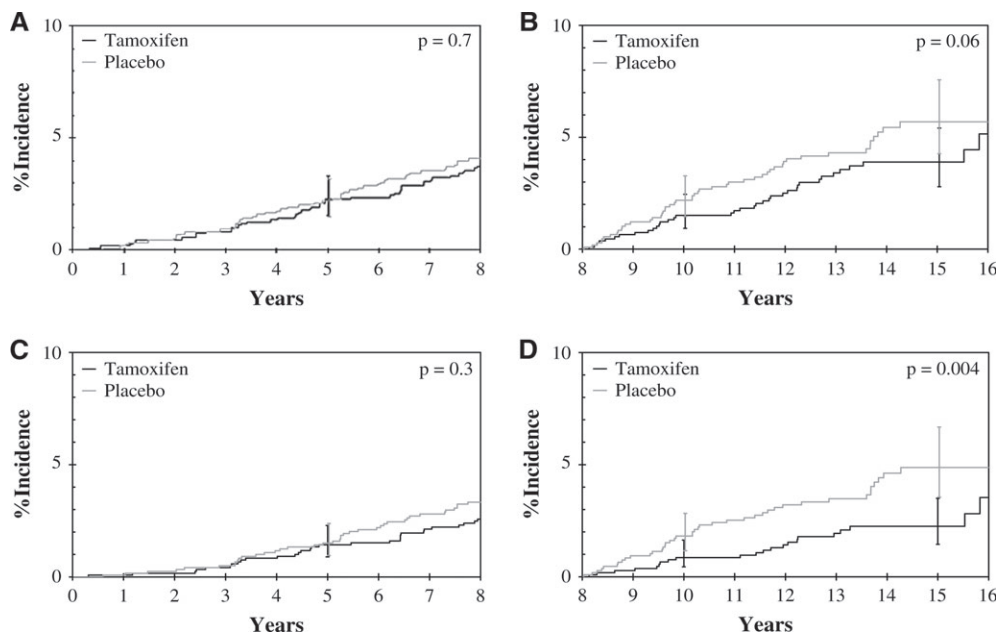 A
Tamoxifen
Placebo
p = 0.7
10
5
0
%Incidence
0 1 2 3 4 5 6 7 8
Years
B
Tamoxifen
Placebo
p = 0.06
10
5
0
%Incidence
8 9 10 11 12 13 14 15 16
Years
C
Tamoxifen
Placebo
p = 0.3
10
5
0
%Incidence
0 1 2 3 4 5 6 7 8
Years
D
Tamoxifen
Placebo
p = 0.004
10
5
0
%Incidence
8 9 10 11 12 13 14 15 16
Years